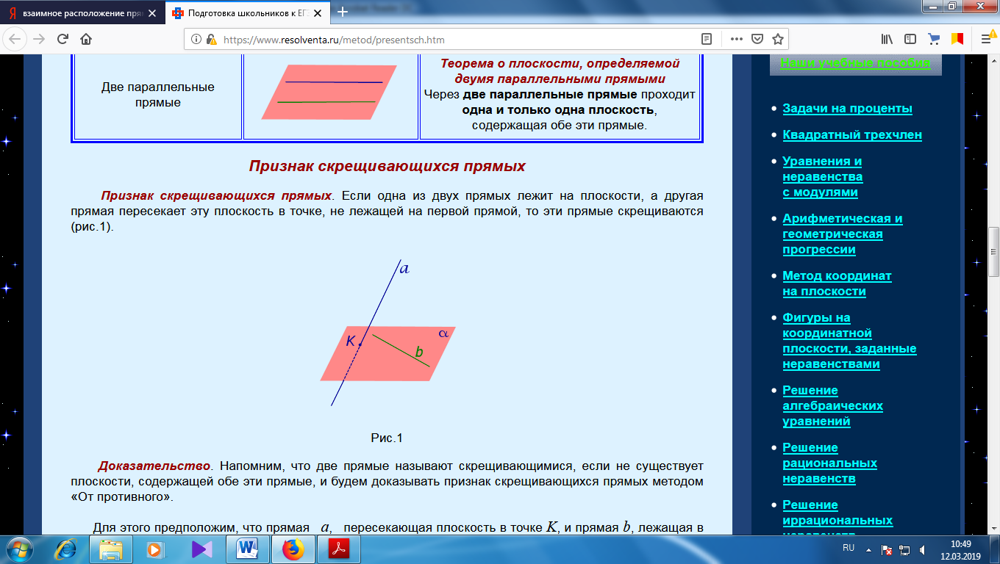 взаимное расположение пря
Подготовка школьников к ЕГЭ
https://www.resolventa.ru/metod/presentsch.htm
Две параллельные
прямые
Теорема о плоскости, определяемой
двумя параллельными прямыми
Через две параллельные прямые проходит
одна и только одна плоскость,
содержащая обе эти прямые.
Признак скрещивающихся прямых
Признак скрещивающихся прямых. Если одна из двух прямых лежит на плоскости, а другая
прямая пересекает эту плоскость в точке, не лежащей на первой прямой, то эти прямые скрещиваются
(рис.1).
a
α
K
b
Рис.1
Доказательство. Напомним, что две прямые называют скрещивающимися, если не существует
плоскости, содержащей обе эти прямые, и будем доказывать признак скрещивающихся прямых методом
«От противного».
Для этого предположим, что прямая a, пересекающая плоскость в точке K, и прямая b, лежащая в
Наши учебные пособия
Задачи на проценты
Квадратный трехчлен
Уравнения и
неравенства
с модулями
Арифметическая и
геометрическая
прогрессии
Метод координат
на плоскости
Фигуры на
координатной
плоскости, заданные
неравенствами
Решение
алгебраических
уравнений
Решение
рациональных
неравенств
Решение
иррациональных
неравенств
RU
10:49
12.03.2019